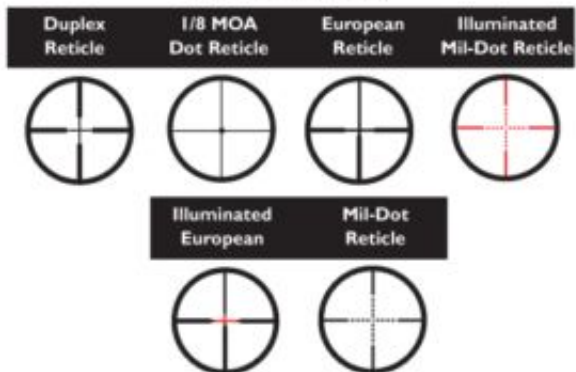 Duplex
Reticle
1/8 MOA
Dot Reticle
European
Reticle
Illuminated
Mil-Dot Reticle
Illuminated
European
Mil-Dot
Reticle